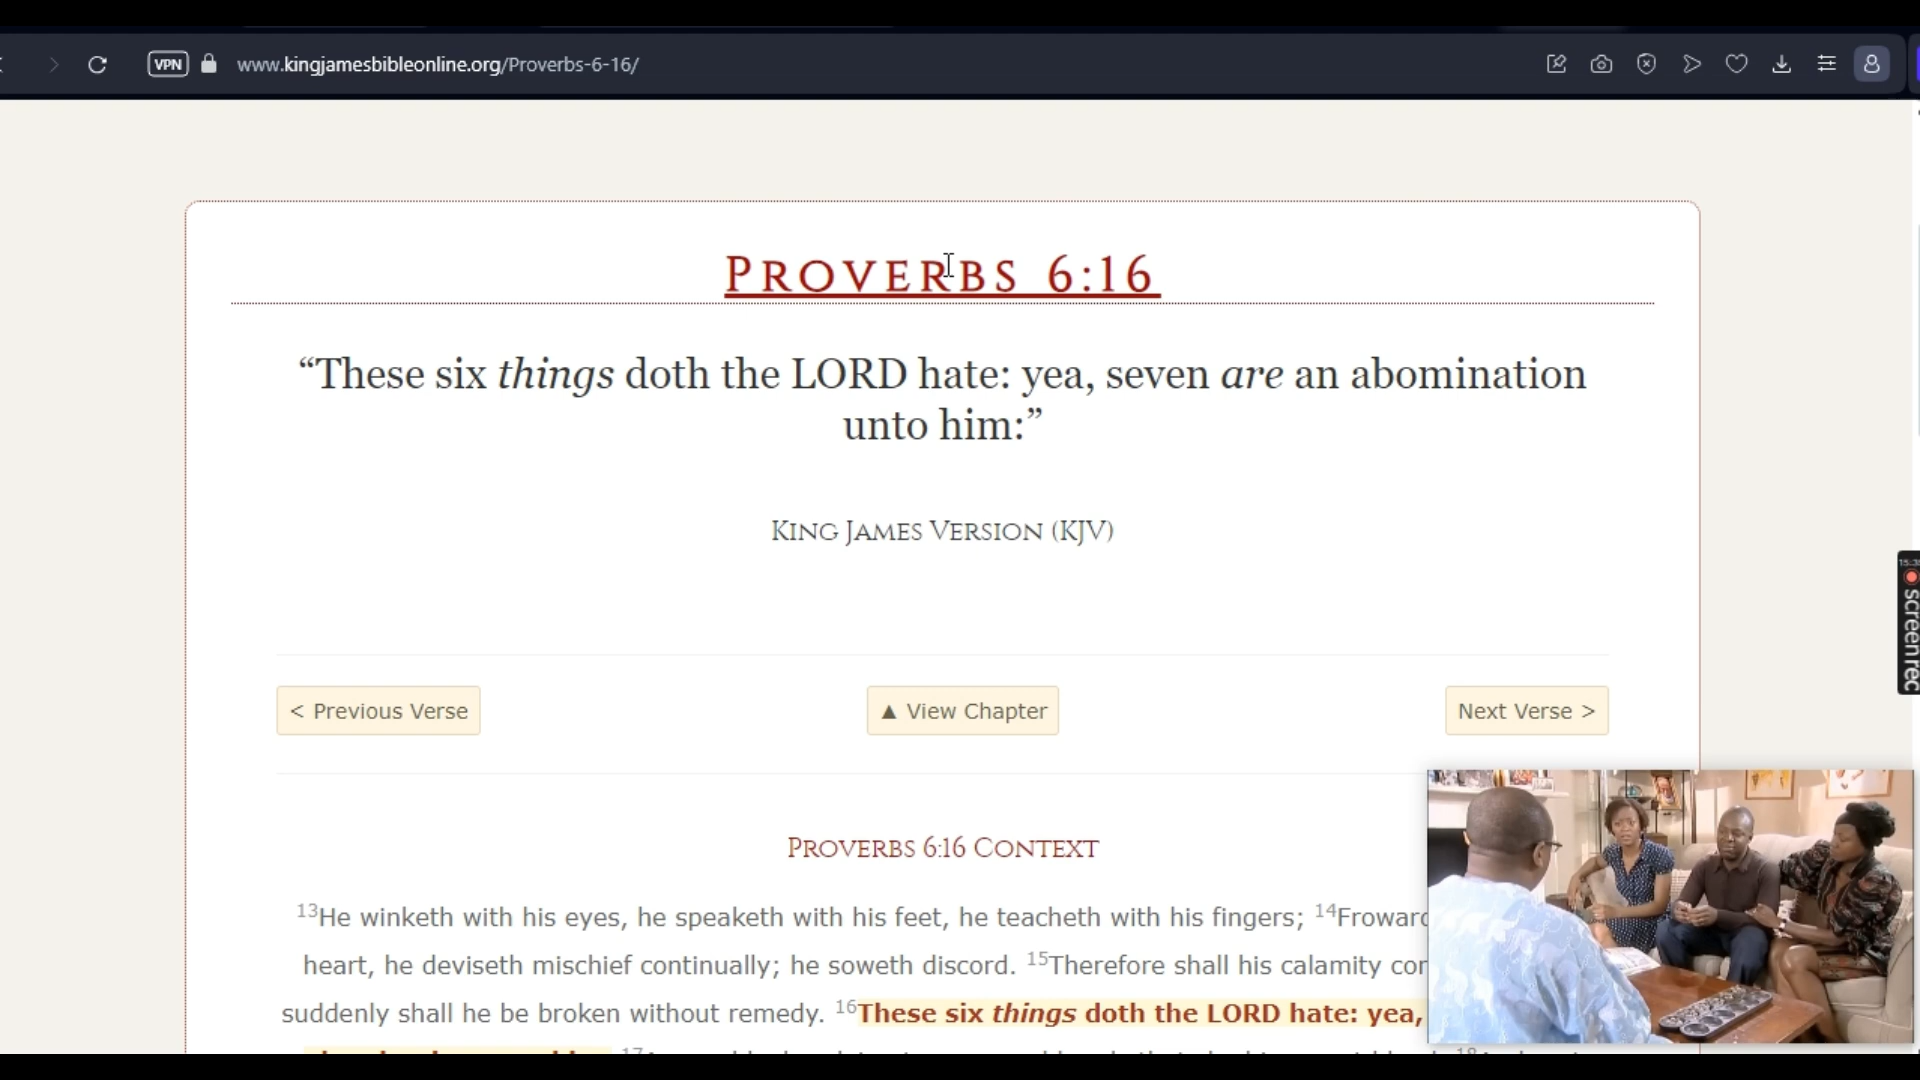 VPN
www.kingjamesbibleonline.org/Proverbs-6-16/
PROVERBS 6:16
“These six things doth the LORD hate: yea, seven are an abomination
unto him:”
KING JAMES VERSION (KJV)
< Previous Verse
▲ View Chapter
Next Verse >
PROVERBS 6:16 CONTEXT
13He winketh with his eyes, he speaketh with his feet, he teacheth with his fingers; 14
heart, he deviseth mischief continually; he soweth discord. 15Therefore shall his calamity
suddenly shall he be broken without remedy. 16These six things doth the LORD hate: yea,
17
screenrec